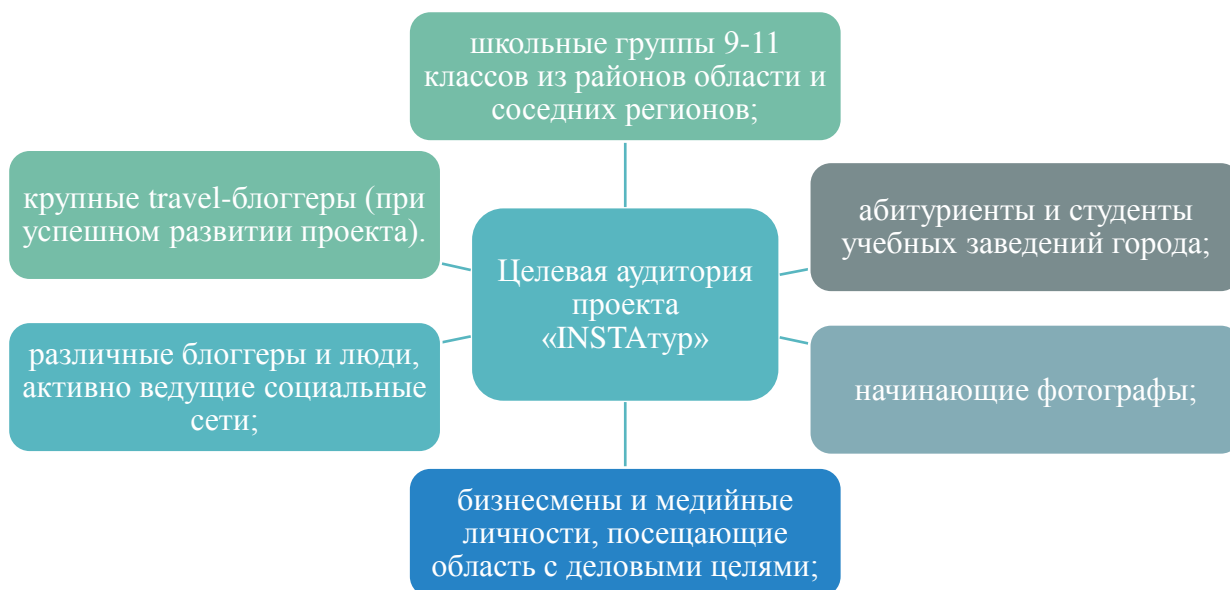 школьные группы 9-11
классов из районов области и
соседних регионов;
крупные travel-блоггеры (при
успешном развитии проекта).
абитуриенты и студенты
учебных заведений города;
Целевая аудитория
проекта
«INSTAтур»
различные блоггеры и люди,
активно ведущие социальные
сети;
начинающие фотографы;
бизнесмены и медийные
личности, посещающие
область с деловыми целями;